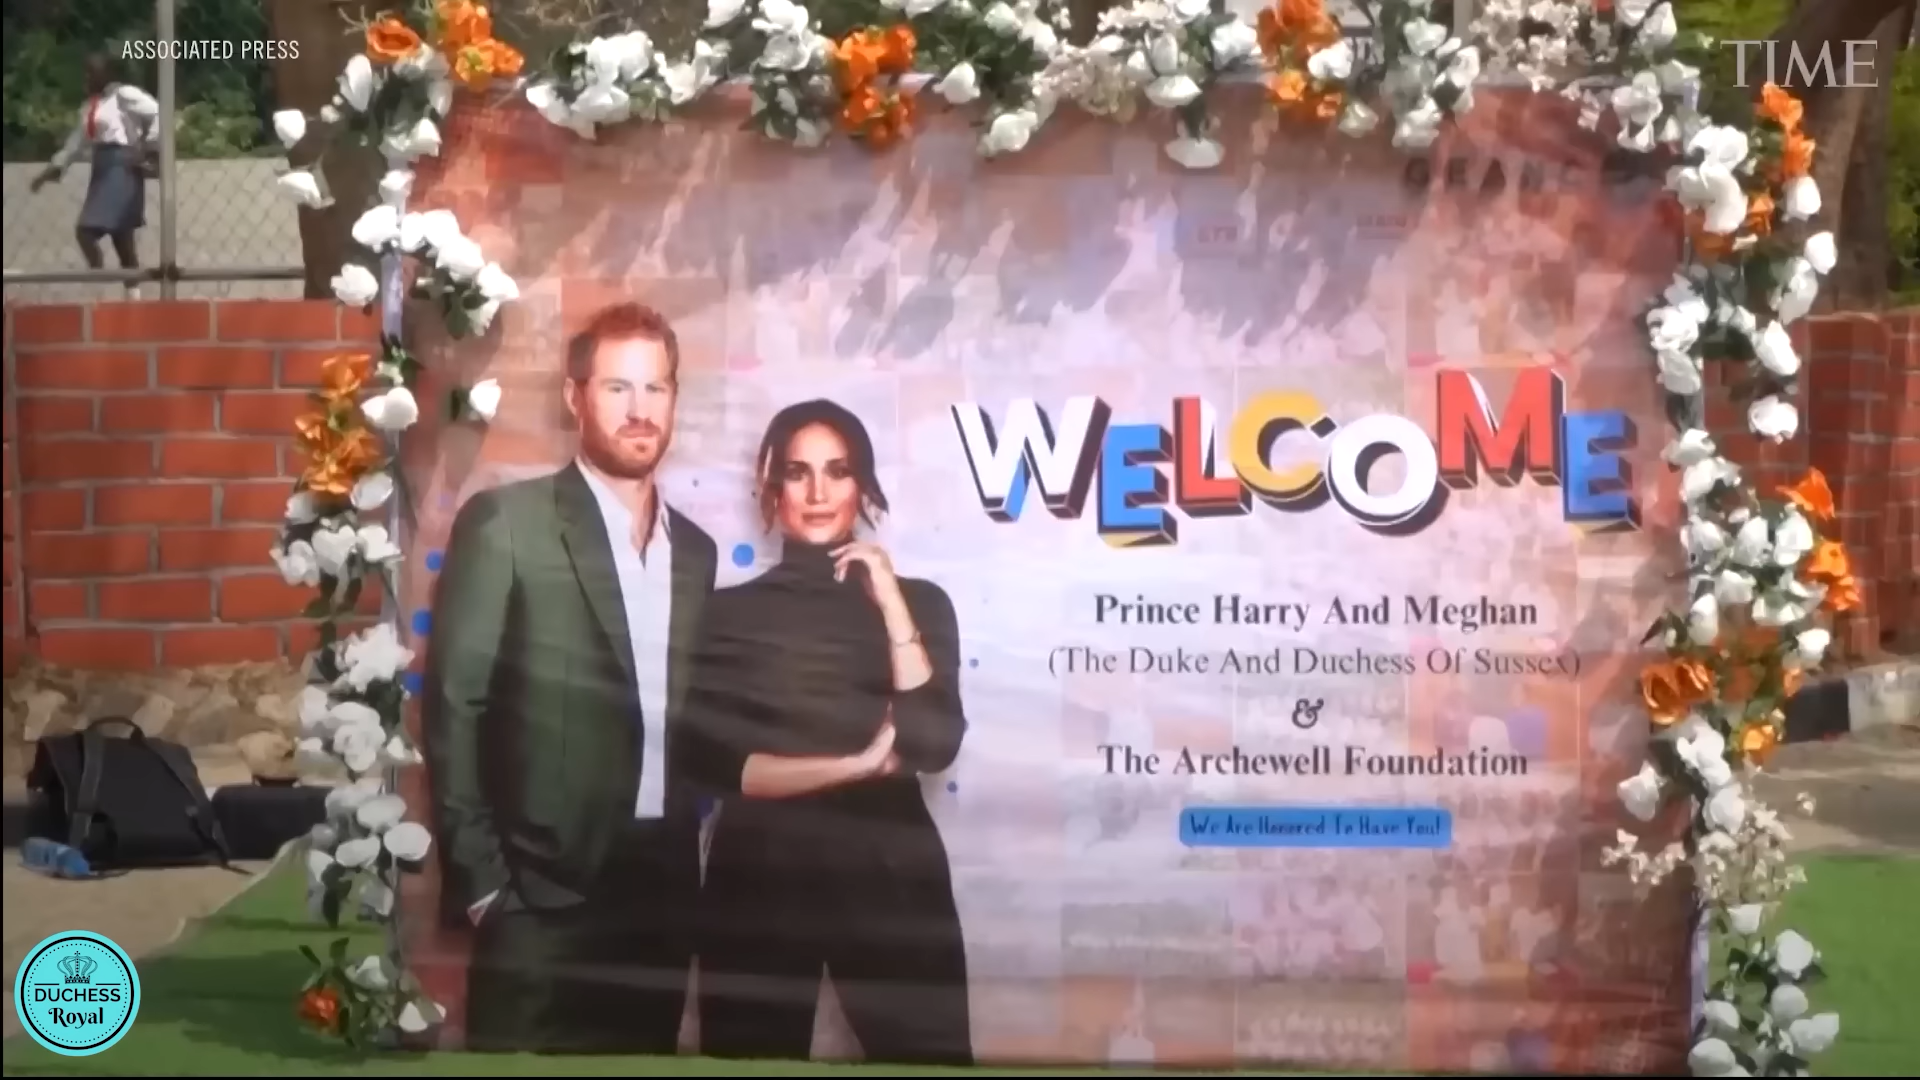 ASSOCIATED PRESS
TIME
WELCOME
Prince Harry And Meghan
(The Duke And Duchess Of Sussex)
&
The Archewell Foundation
We Are Honored To Have You!
DUCHESS
Royal